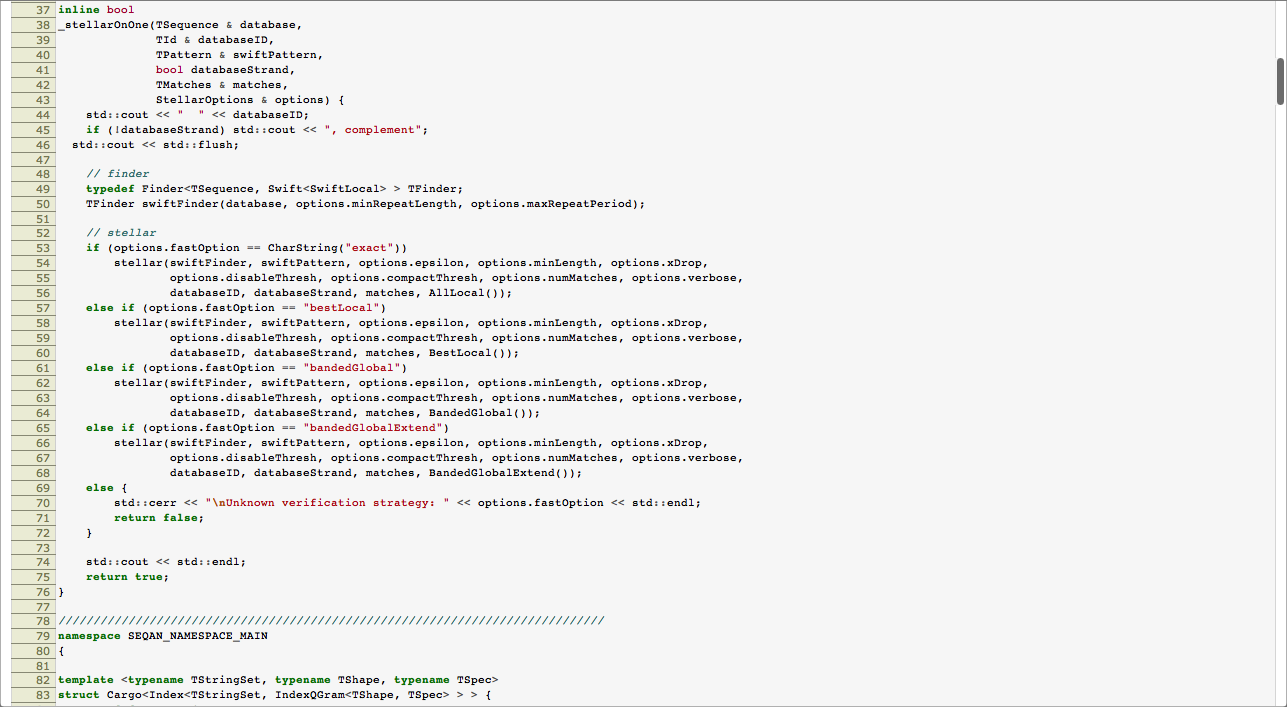 37 inline bool
38 _stellarOnOne(TSequence & database,
39               TId & databaseID,
40               TPattern & swiftPattern,
41               bool databaseStrand,
42               TMatches & matches,
43               StellarOptions & options) {
44     std::cout << "  " << databaseID;
45     if (!databaseStrand) std::cout << ", complement";
46   std::cout << std::flush;
47
48     // finder
49     typedef Finder<TSequence, Swift<SwiftLocal> > TFinder;
50     TFinder swiftFinder(database, options.minRepeatLength, options.maxRepeatPeriod);
51
52     // stellar
53     if (options.fastOption == CharString("exact"))
54         stellar(swiftFinder, swiftPattern, options.epsilon, options.minLength, options.xDrop,
55                 options.disableThresh, options.compactThresh, options.numMatches, options.verbose,
56                 databaseID, databaseStrand, matches, AllLocal());
57     else if (options.fastOption == "bestLocal")
58         stellar(swiftFinder, swiftPattern, options.epsilon, options.minLength, options.xDrop,
59                 options.disableThresh, options.compactThresh, options.numMatches, options.verbose,
60                 databaseID, databaseStrand, matches, BestLocal());
61     else if (options.fastOption == "bandedGlobal")
62         stellar(swiftFinder, swiftPattern, options.epsilon, options.minLength, options.xDrop,
63                 options.disableThresh, options.compactThresh, options.numMatches, options.verbose,
64                 databaseID, databaseStrand, matches, BandedGlobal());
65     else if (options.fastOption == "bandedGlobalExtend")
66         stellar(swiftFinder, swiftPattern, options.epsilon, options.minLength, options.xDrop,
67                 options.disableThresh, options.compactThresh, options.numMatches, options.verbose,
68                 databaseID, databaseStrand, matches, BandedGlobalExtend());
69     else {
70         std::cerr << "\nUnknown verification strategy: " << options.fastOption << std::endl;
71         return false;
72     }
73
74     std::cout << std::endl;
75     return true;
76 }
77
78 //////////////////////////////////////////////////////////////////////////////
79 namespace SEQAN_NAMESPACE_MAIN
80 {
81
82 template <typename TStringSet, typename TShape, typename TSpec>
83 struct Cargo<Index<TStringSet, IndexQGram<TShape, TSpec> > > {